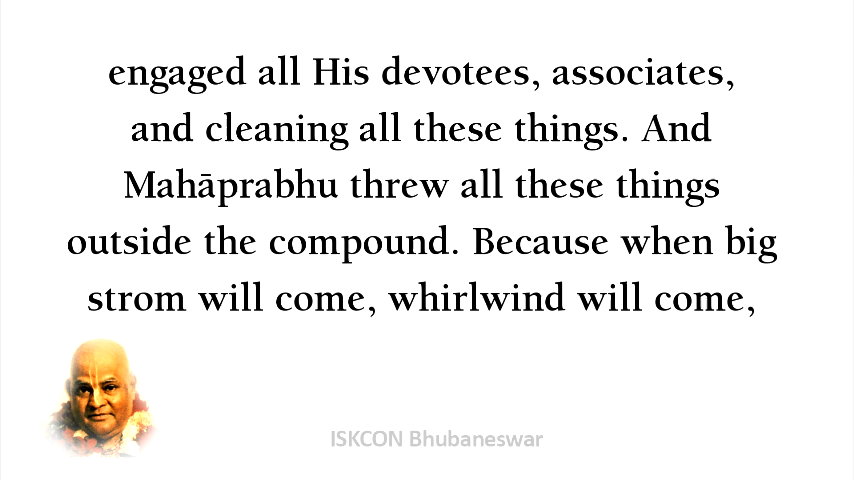 engaged all His devotees, associates,
and cleaning all these things. And
Mahāprabhu threw all these things
outside the compound. Because when big
strom will come, whirlwind will come,
ISKCON Bhubaneswar